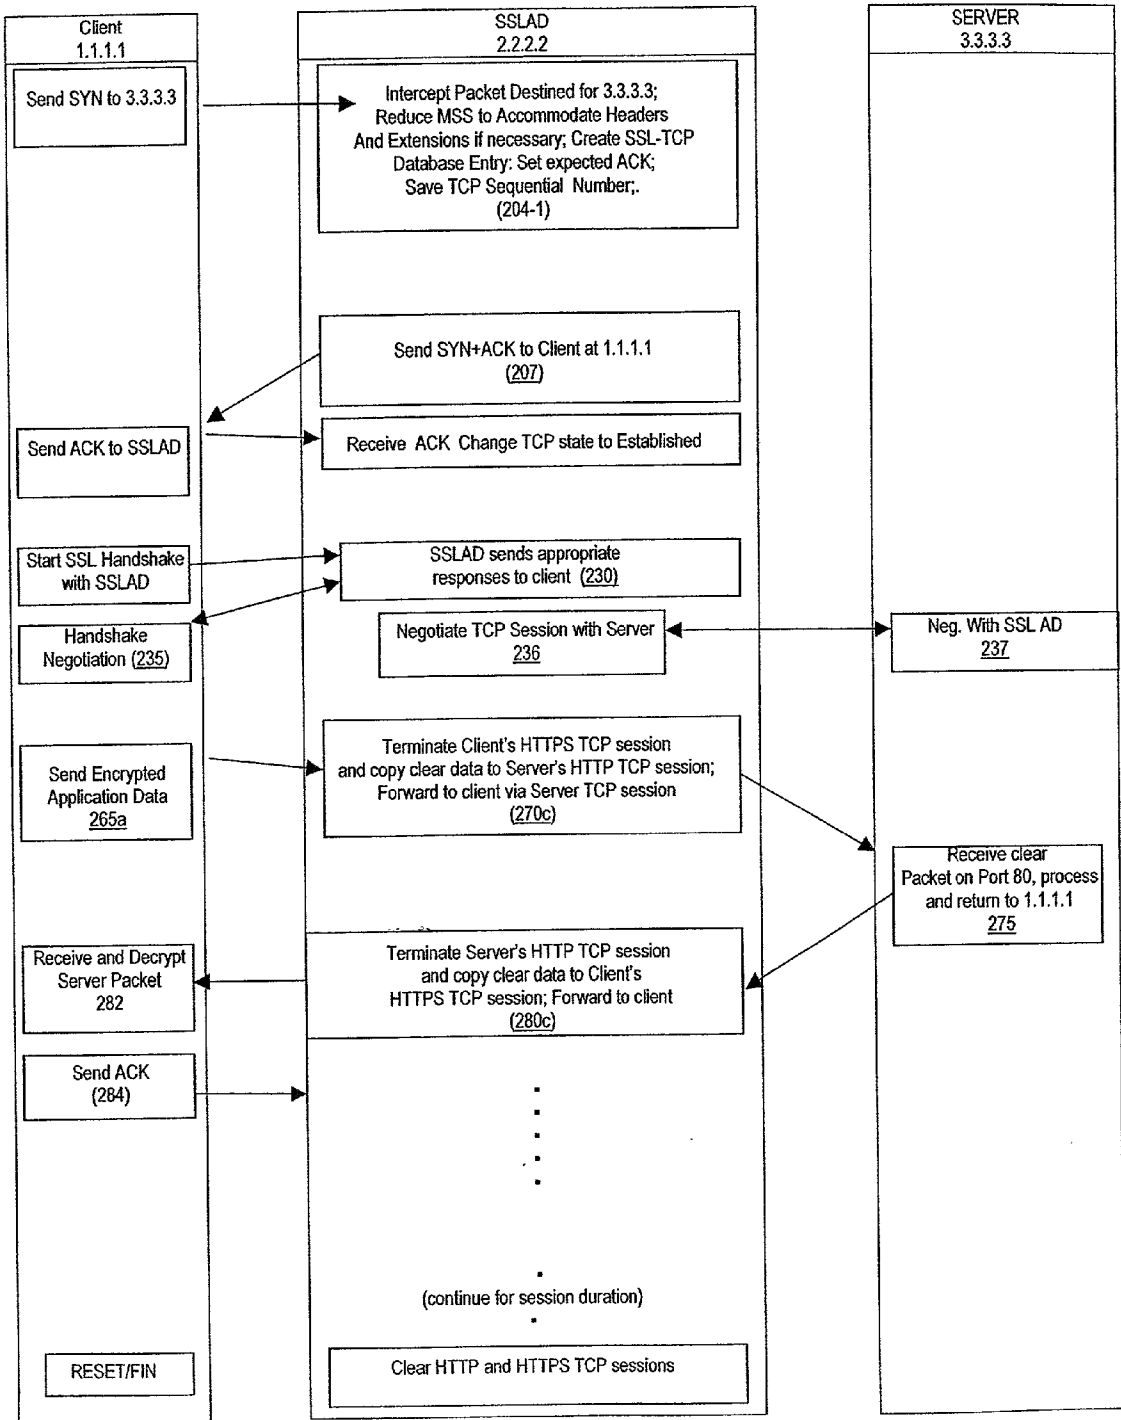 Client
1.1.1.1
SSLAD
2.2.2.2
SERVER
3.3.3.3
Send SYN to 3.3.3.3
Intercept Packet Destined for 3.3.3.3;
Reduce MSS to Accommodate Headers
And Extensions if necessary; Create SSL-TCP
Database Entry: Set expected ACK;
Save TCP Sequential Number;.
(204-1)
Send SYN+ACK to Client at 1.1.1.1
(207)
Send ACK to SSLAD
Receive ACK Change TCP state to Established
Start SSL Handshake
with SSLAD
SSLAD sends appropriate
responses to client (230)
Handshake
Negotiation (235)
Negotiate TCP Session with Server
236
Neg. With SSL AD
237
Send Encrypted
Application Data
265a
Terminate Client's HTTPS TCP session
and copy clear data to Server's HTTP TCP session;
Forward to client via Server TCP session
(270c)
Receive clear
Packet on Port 80, process
and return to 1.1.1.1
275
Receive and Decrypt
Server Packet
282
Terminate Server's HTTP TCP session
and copy clear data to Client's
HTTPS TCP session; Forward to client
(280c)
Send ACK
(284)
(continue for session duration)
RESET/FIN
Clear HTTP and HTTPS TCP sessions